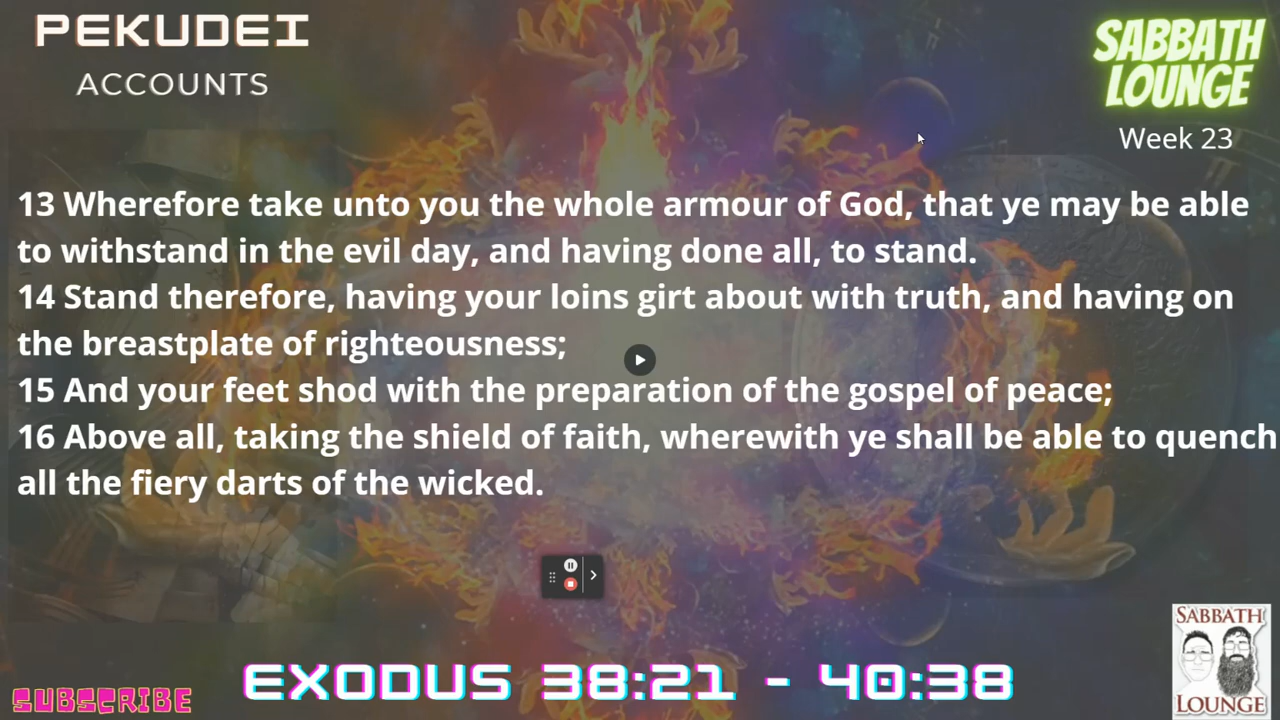 PEKUDEI
ACCOUNTS
SABBATH
LOUNGE
Week 23
13 Wherefore take unto you the whole armour of God, that ye may be able
to withstand in the evil day, and having done all, to stand.
14 Stand therefore, having your loins girt about with truth, and having on
the breastplate of righteousness;
15 And your feet shod with the preparation of the gospel of peace;
16 Above all, taking the shield of faith, wherewith ye shall be able to quench
all the fiery darts of the wicked.
SUBSCRIBE
EXODUS 38:21 - 40:38
SABBATH
LOUNGE